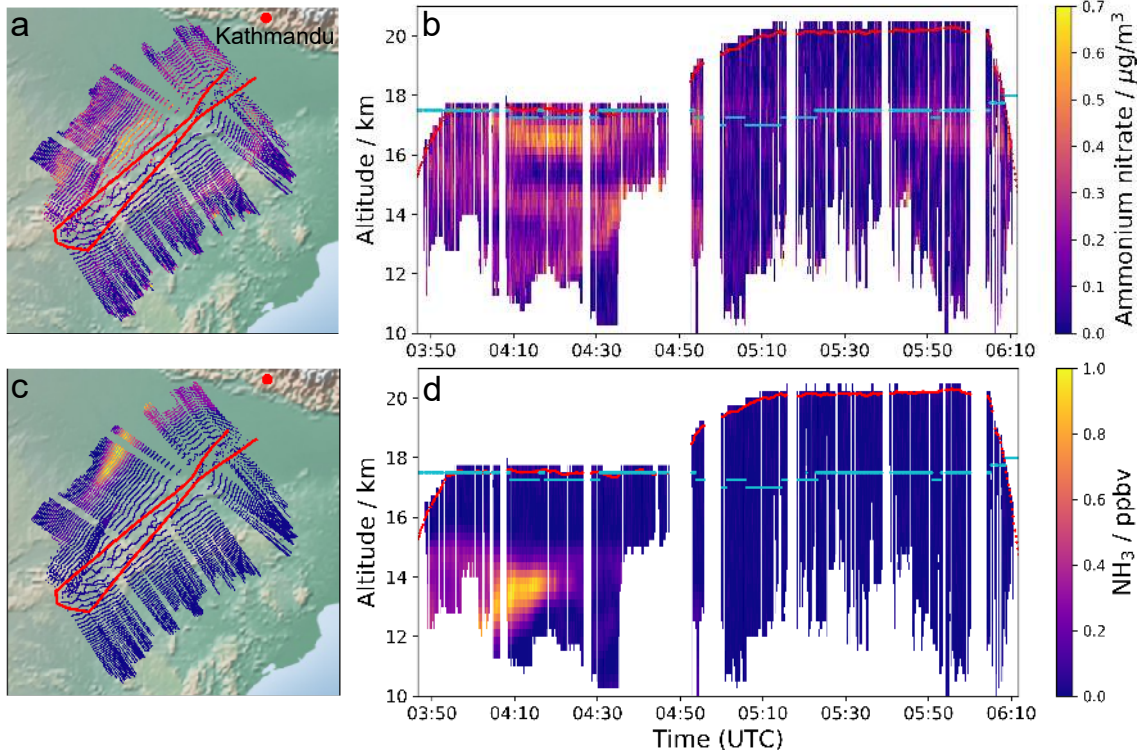 a
Kathmandu
b
Altitude / km
20
18
16
14
12
10
03:50 04:10 04:30 04:50 05:10 05:30 05:50 06:10
0.7
0.6
0.5
0.4
0.3
0.2
0.1
0.0
Ammonium nitrate / µg/m³
c
d
Altitude / km
20
18
16
14
12
10
03:50 04:10 04:30 04:50 05:10 05:30 05:50 06:10
Time (UTC)
1.0
0.8
0.6
0.4
0.2
0.0
NH₃ / ppbv